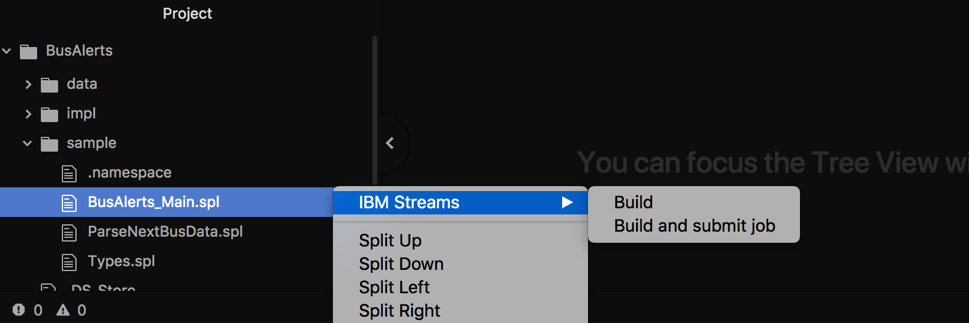 Project
BusAlerts
data
impl
sample
.namespace
BusAlerts_Main.spl
ParseNextBusData.spl
Types.spl
.DS_Store
0 0
You can focus the Tree View wi
IBM Streams
Split Up
Split Down
Split Left
Split Right
Build
Build and submit job